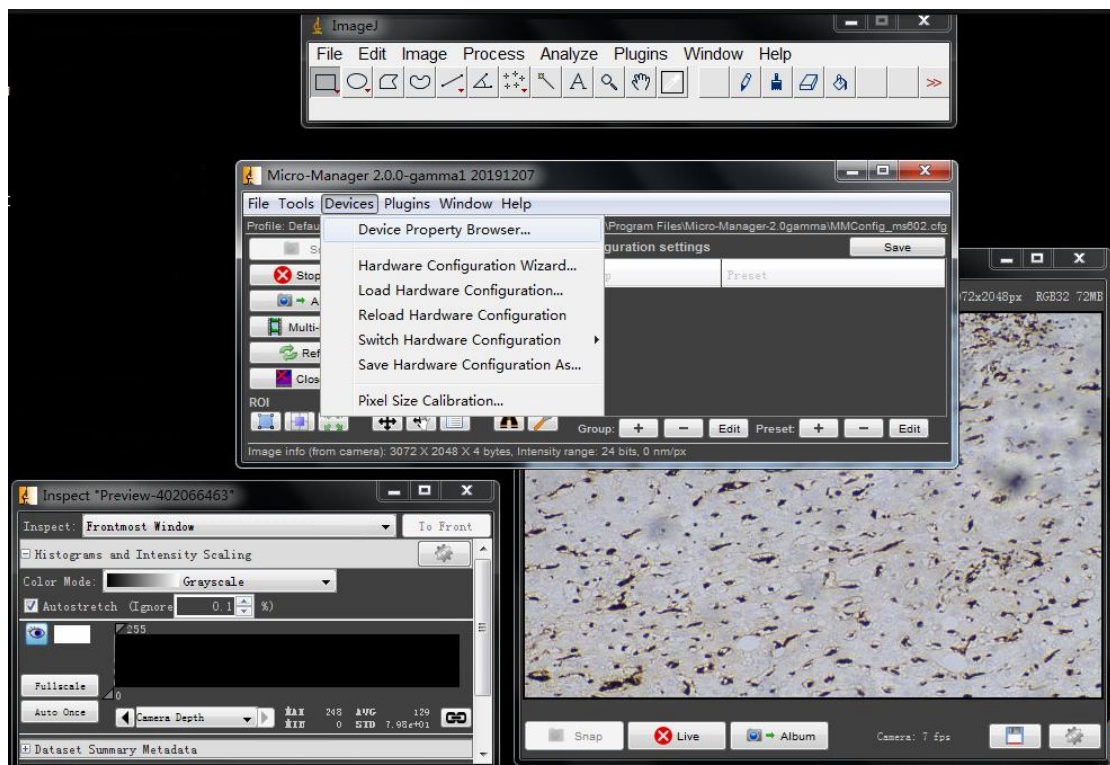 ImageJ
File Edit Image Process Analyze Plugins Window Help
A
>>
Micro-Manager 2.0.0-gamma1 20191207
File Tools Devices Plugins Window Help
Profile: Defau
\Program Files\Micro-Manager-2.0gamma\MMConfig_ms602.cfg
guration settings
Save
Preset
Device Property Browser...
Hardware Configuration Wizard...
Load Hardware Configuration...
Reload Hardware Configuration
Switch Hardware Configuration
Save Hardware Configuration As...
Pixel Size Calibration...
Stop
A
Multi-
Ref
Clos
ROI
Group: + - Edit Preset: + - Edit
Image info (from camera): 3072 X 2048 X 4 bytes, Intensity range: 24 bits, 0 nm/px
72x2048px RGB32 72MB
Snap
Live
Album
Camera: 7 fps
Inspect "Preview-402066463"
Inspect: Frontmost Window
To Front
Histograms and Intensity Scaling
Color Mode: Grayscale
Autostretch (Ignore 0.1 %)
255
Fullscale
0
Auto Once
Camera Depth
MAX 248 AVG 129
MIN 0 STD 7.98e+01
Dataset Summary Metadata